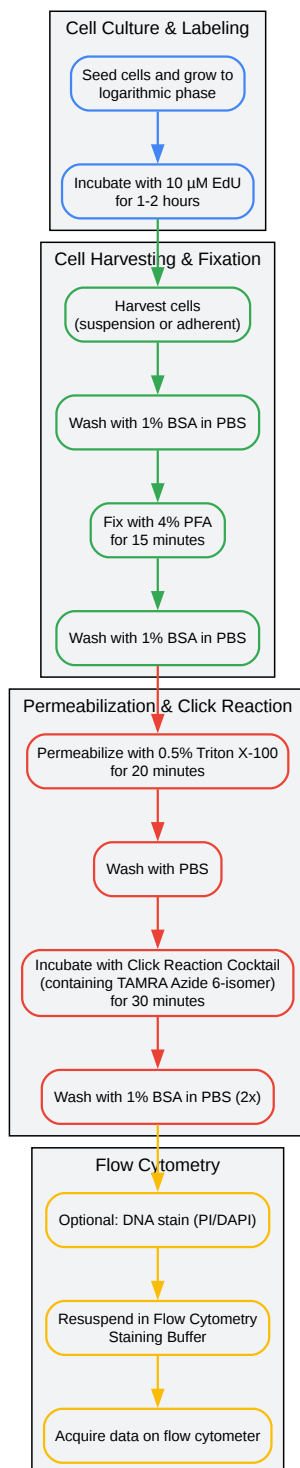 Cell Culture & Labeling
Seed cells and grow to
logarithmic phase
Incubate with 10 µM EdU
for 1-2 hours
Cell Harvesting & Fixation
Harvest cells
(suspension or adherent)
Wash with 1% BSA in PBS
Fix with 4% PFA
for 15 minutes
Wash with 1% BSA in PBS
Permeabilization & Click Reaction
Permeabilize with 0.5% Triton X-100
for 20 minutes
Wash with PBS
Incubate with Click Reaction Cocktail
(containing TAMRA Azide 6-isomer)
for 30 minutes
Wash with 1% BSA in PBS (2x)
Flow Cytometry
Optional: DNA stain (PI/DAPI)
Resuspend in Flow Cytometry
Staining Buffer
Acquire data on flow cytometer